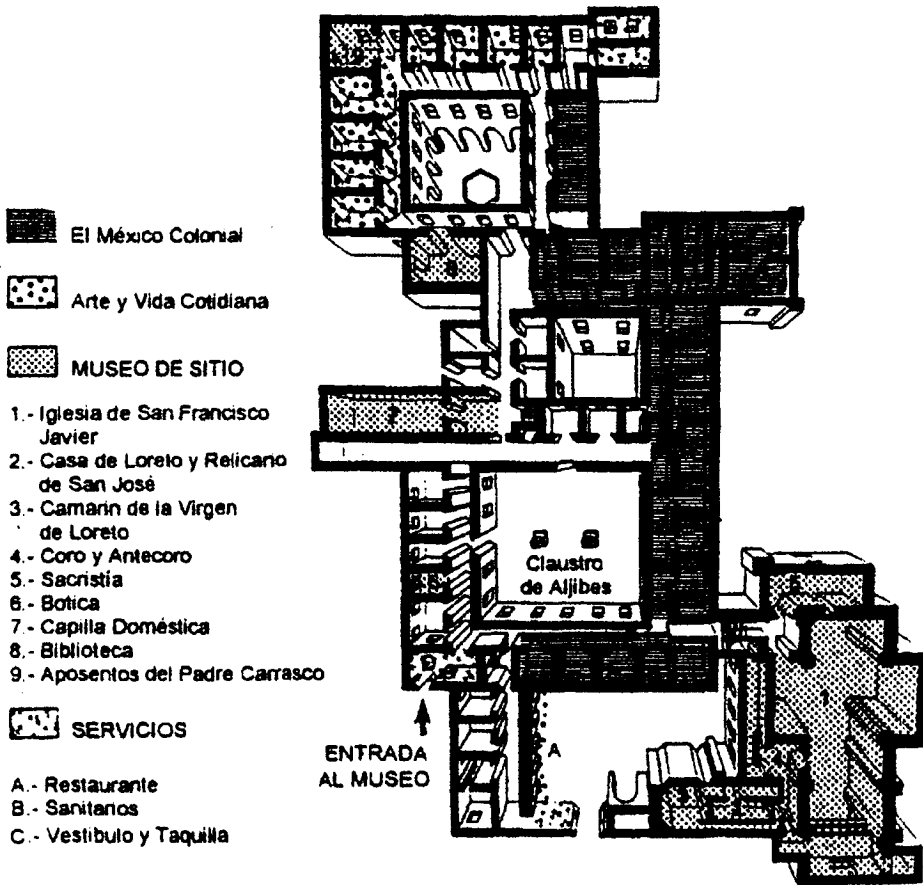 El México Colonial
Arte y Vida Cotidiana
MUSEO DE SITIO
1.- Iglesia de San Francisco
Javier
2.- Casa de Loreto y Relicano
de San José
3.- Camarin de la Virgen
de Loreto
4.- Coro y Antecoro
5.- Sacristía
6.- Botica
7.- Capilla Doméstica
8.- Biblioteca
9.- Aposentos del Padre Carrasco
SERVICIOS
A.- Restaurante
B.- Sanitarios
C.- Vestíbulo y Taquilla
7
Claustro
de Aljibes
ENTRADA
AL MUSEO
A
1